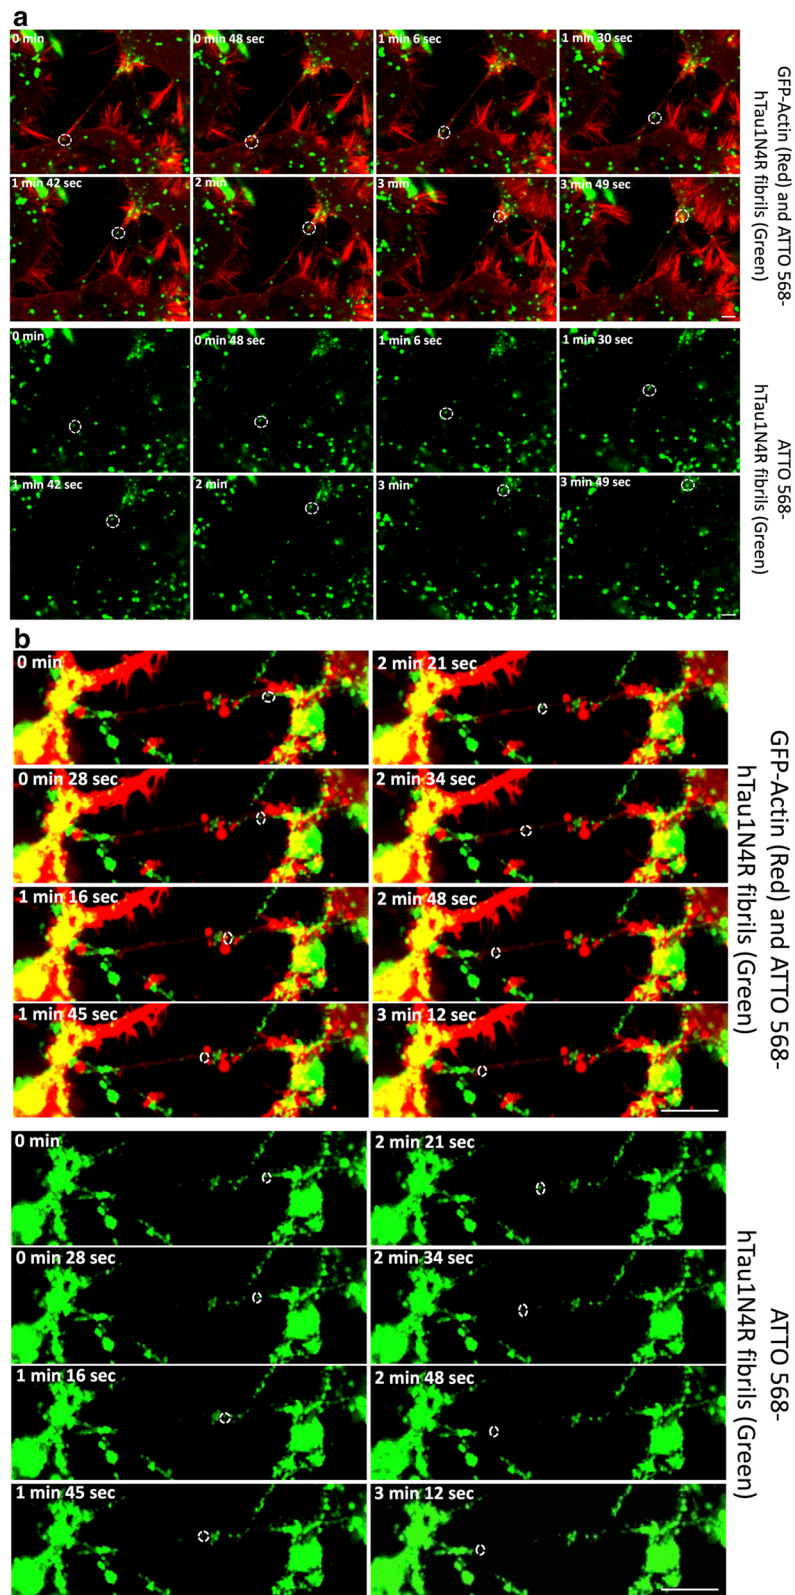 a
0 min
0 min 48 sec
1 min 6 sec
1 min 30 sec
1 min 42 sec
2 min
3 min
3 min 49 sec
GFP-Actin (Red) and ATTO 568-
hTau1N4R fibrils (Green)
0 min
0 min 48 sec
1 min 6 sec
1 min 30 sec
1 min 42 sec
2 min
3 min
3 min 49 sec
ATTO 568-
hTau1N4R fibrils (Green)
b
0 min
2 min 21 sec
0 min 28 sec
2 min 34 sec
1 min 16 sec
2 min 48 sec
1 min 45 sec
3 min 12 sec
GFP-Actin (Red) and ATTO 568-
hTau1N4R fibrils (Green)
0 min
2 min 21 sec
0 min 28 sec
2 min 34 sec
1 min 16 sec
2 min 48 sec
1 min 45 sec
3 min 12 sec
ATTO 568-
hTau1N4R fibrils (Green)